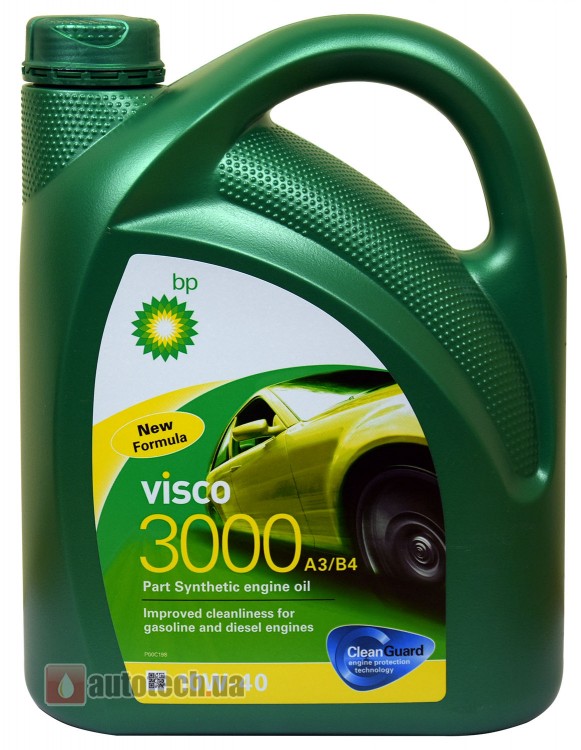 bp
New
Formula
visco
3000 A3/B4
Part Synthetic engine oil
Improved cleanliness for
gasoline and diesel engines
CleanGuard
engine protection
technology
autotech.ua